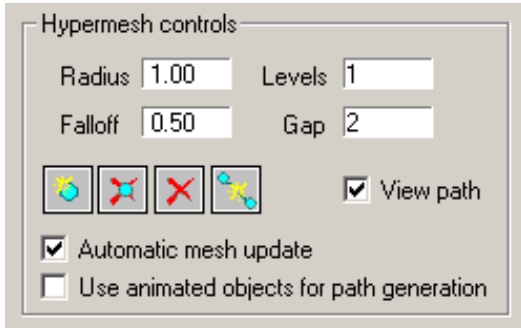 Hypermesh controls
Radius 1.00 Levels 1
Falloff 0.50 Gap 2
View path
Automatic mesh update
Use animated objects for path generation